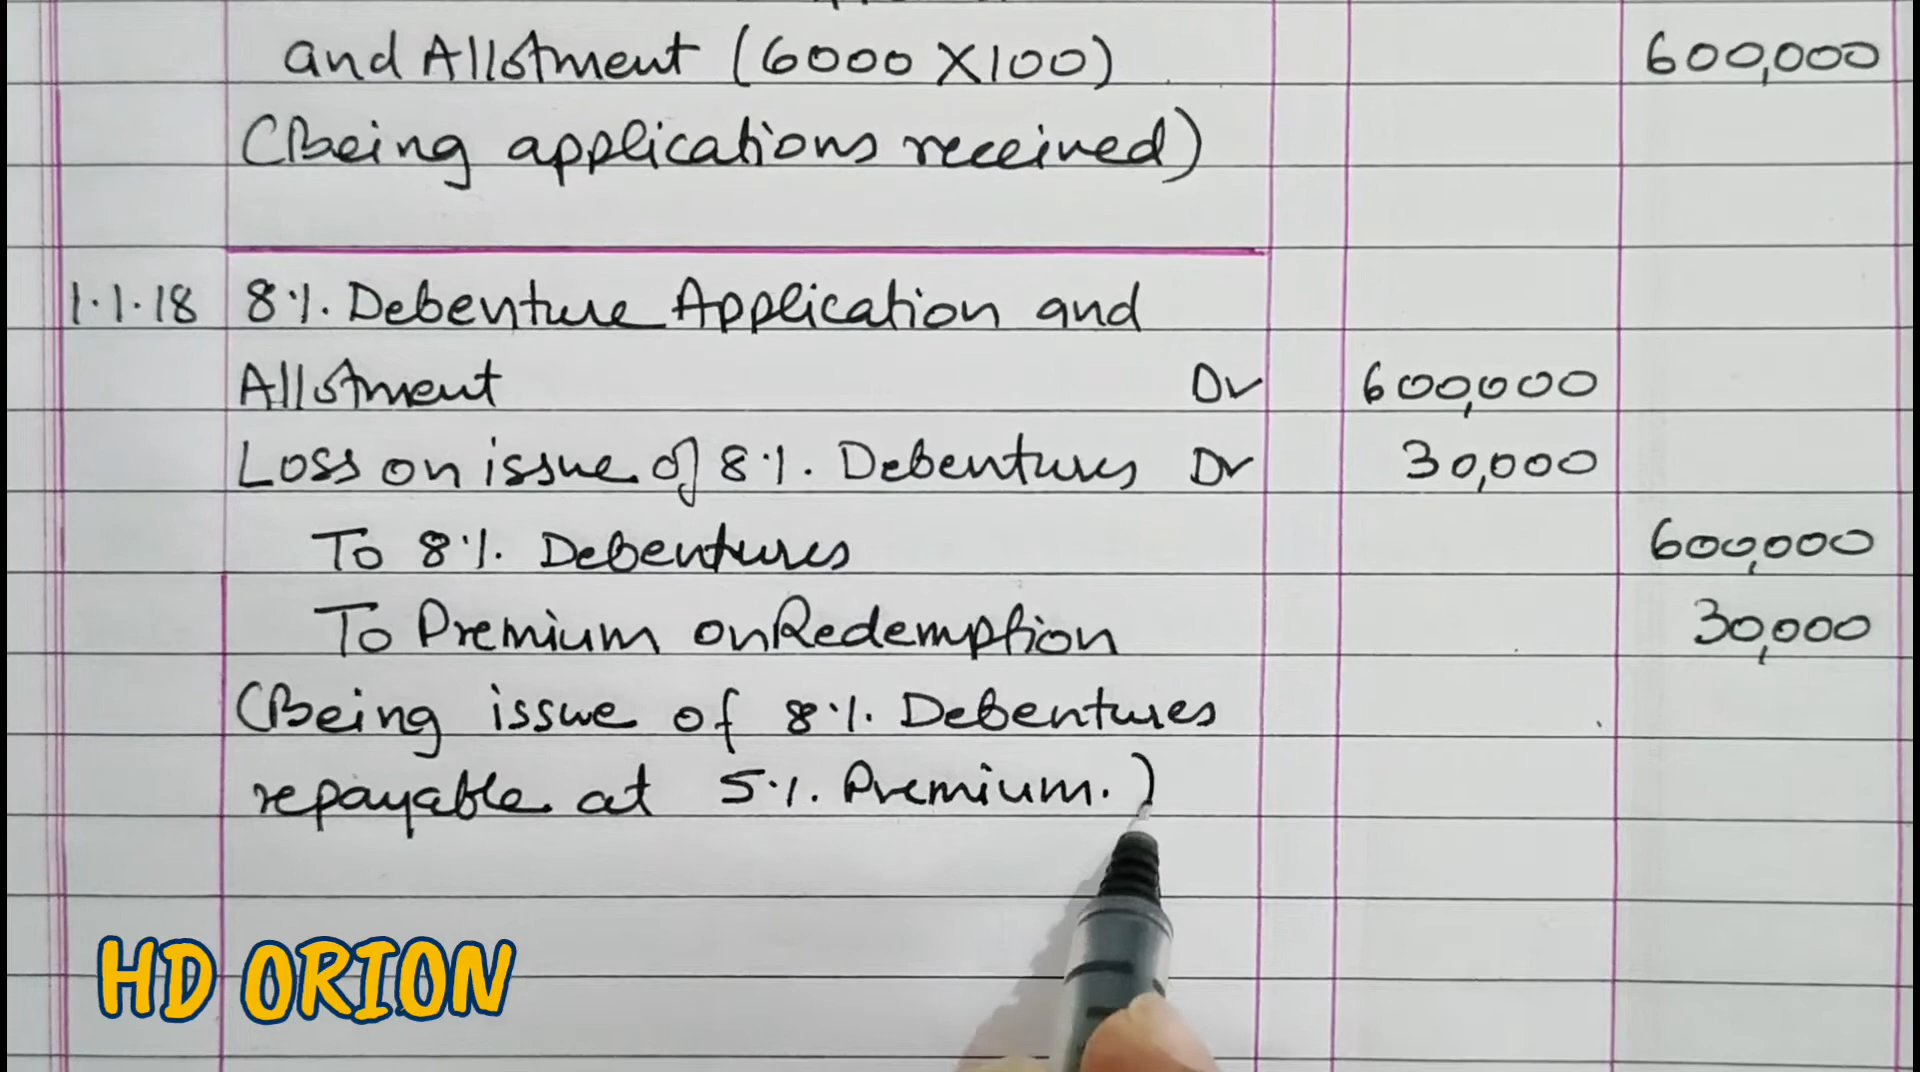 and Allotment (6000 X100) 600,000
(Being applications received)
1.1.18 8%. Debenture Application and
Allotment Dr 600,000
Loss on issue of 8%. Debentures Dr 30,000
To 8%. Debentures 600,000
To Premium on Redemption 30,000
(Being issue of 8%. Debentures
repayable at 5%. Premium.)
HD ORION